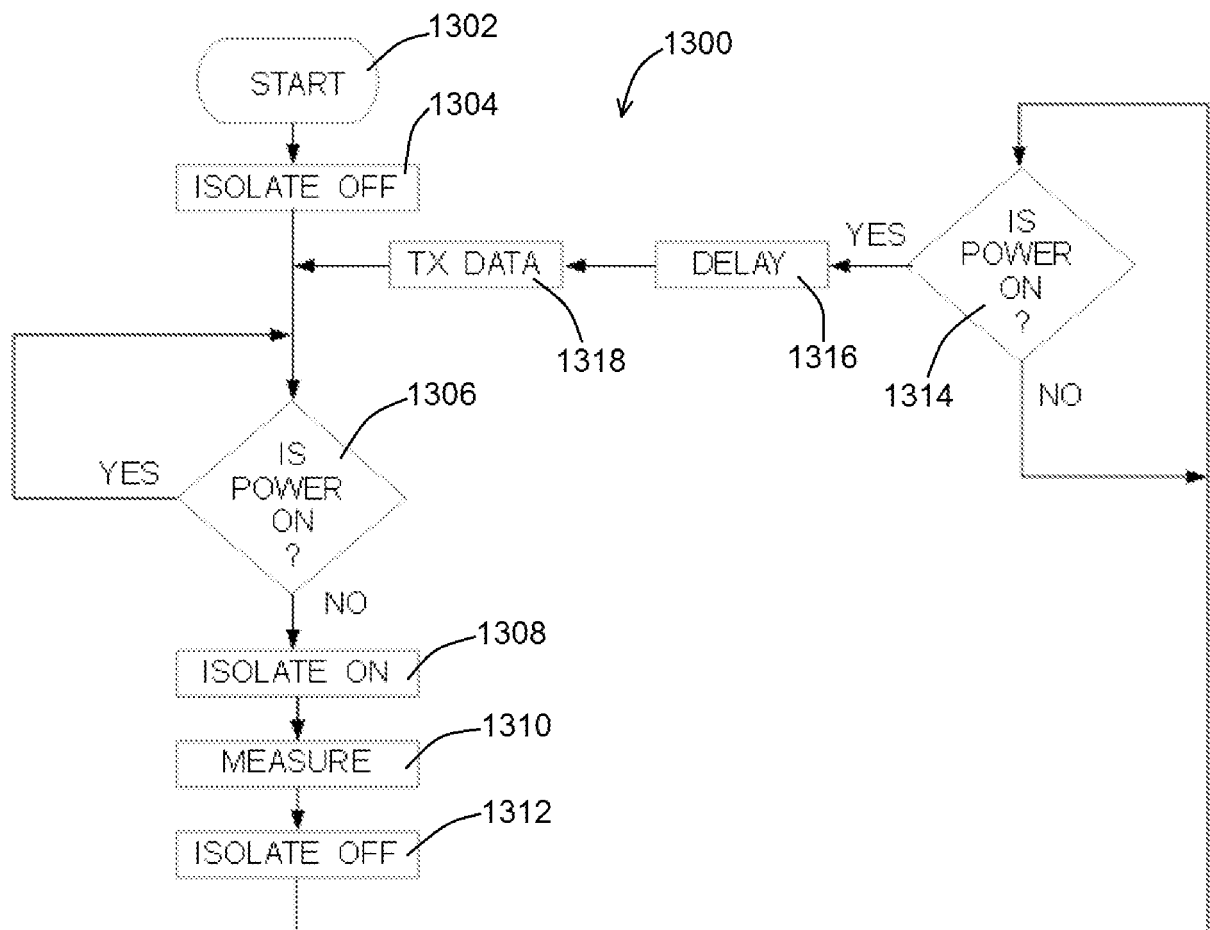 1302
START
1300
1304
ISOLATE OFF
IS
POWER
ON
?
YES
DELAY
TX DATA
1318
1316
1314
NO
1306
IS
POWER
ON
?
YES
NO
1308
ISOLATE ON
1310
MEASURE
1312
ISOLATE OFF